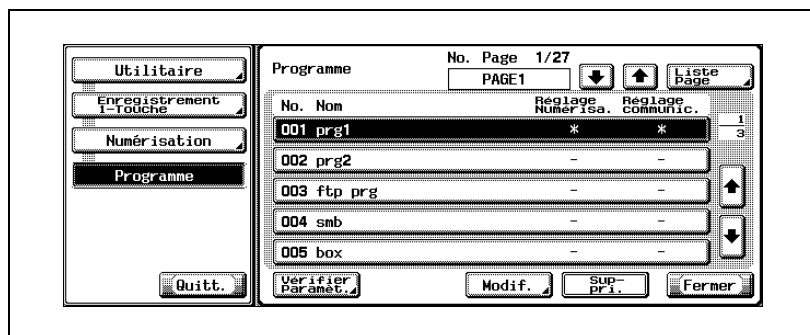 Utilitaire
Enregistrement
1-Touche
Numérisation
Programme
Quitt.
Programme
No. Page 1/27
PAGE1
Liste
Page
No. Nom
Réglage
Numérisa.
Réglage
communic.
001 prg1 * *
002 prg2 - -
003 ftp prg - -
004 smb - -
005 box - -
1
3
Vérifier
Paramèt.
Modif.
Sup-
pri.
Fermer